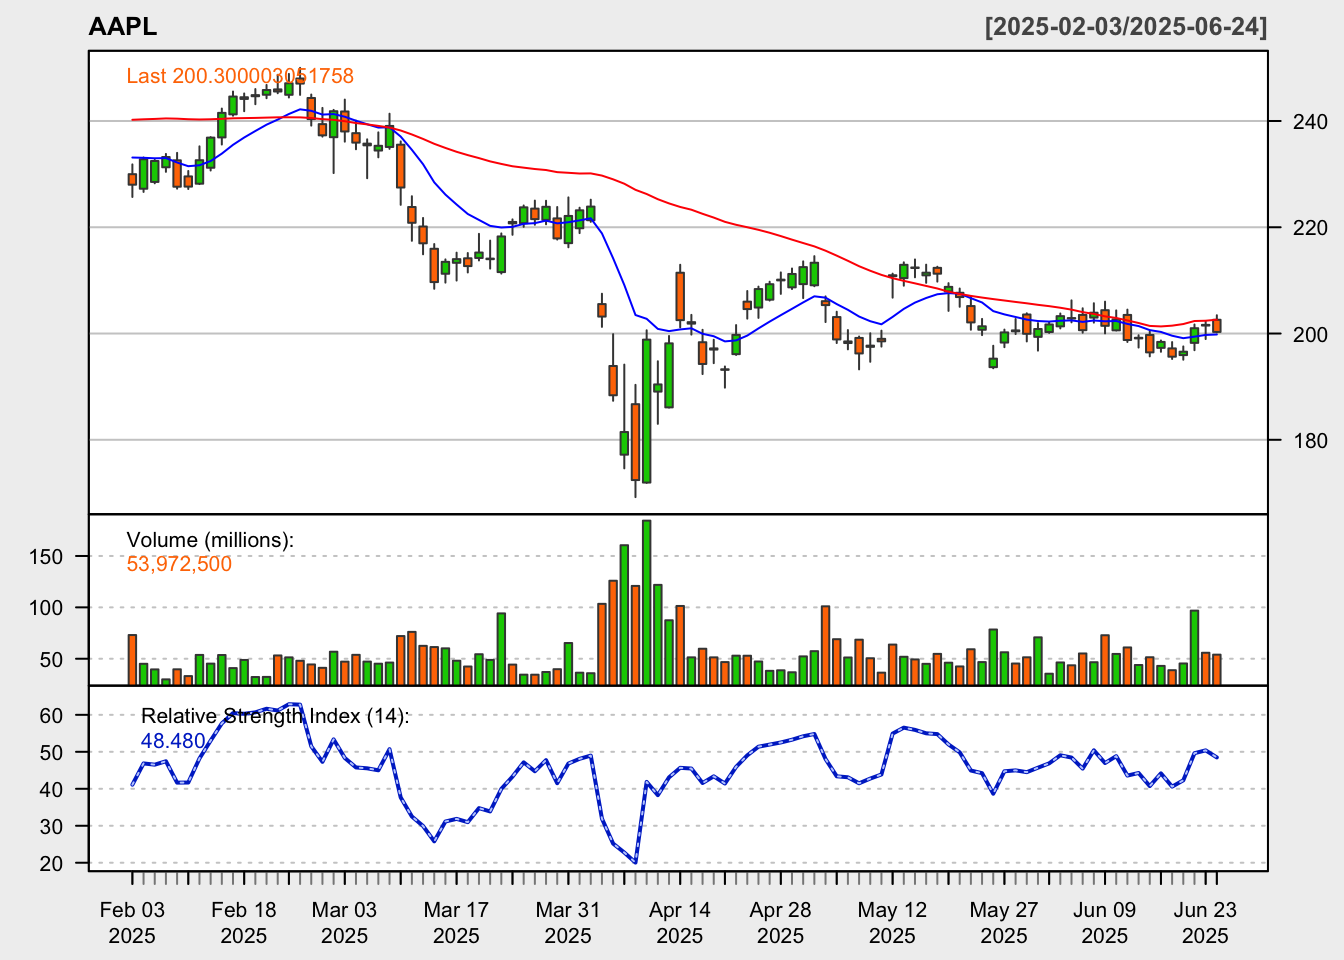 AAPL
[2025-02-03/2025-06-24]
Last 200.300003051758
240
220
200
180
Volume (millions):
53,972,500
150
100
50
Relative Strength Index (14):
48.480
60
50
40
30
20
Feb 03 Feb 18 Mar 03 Mar 17 Mar 31 Apr 14 Apr 28 May 12 May 27 Jun 09 Jun 23
2025 2025 2025 2025 2025 2025 2025 2025 2025 2025 2025